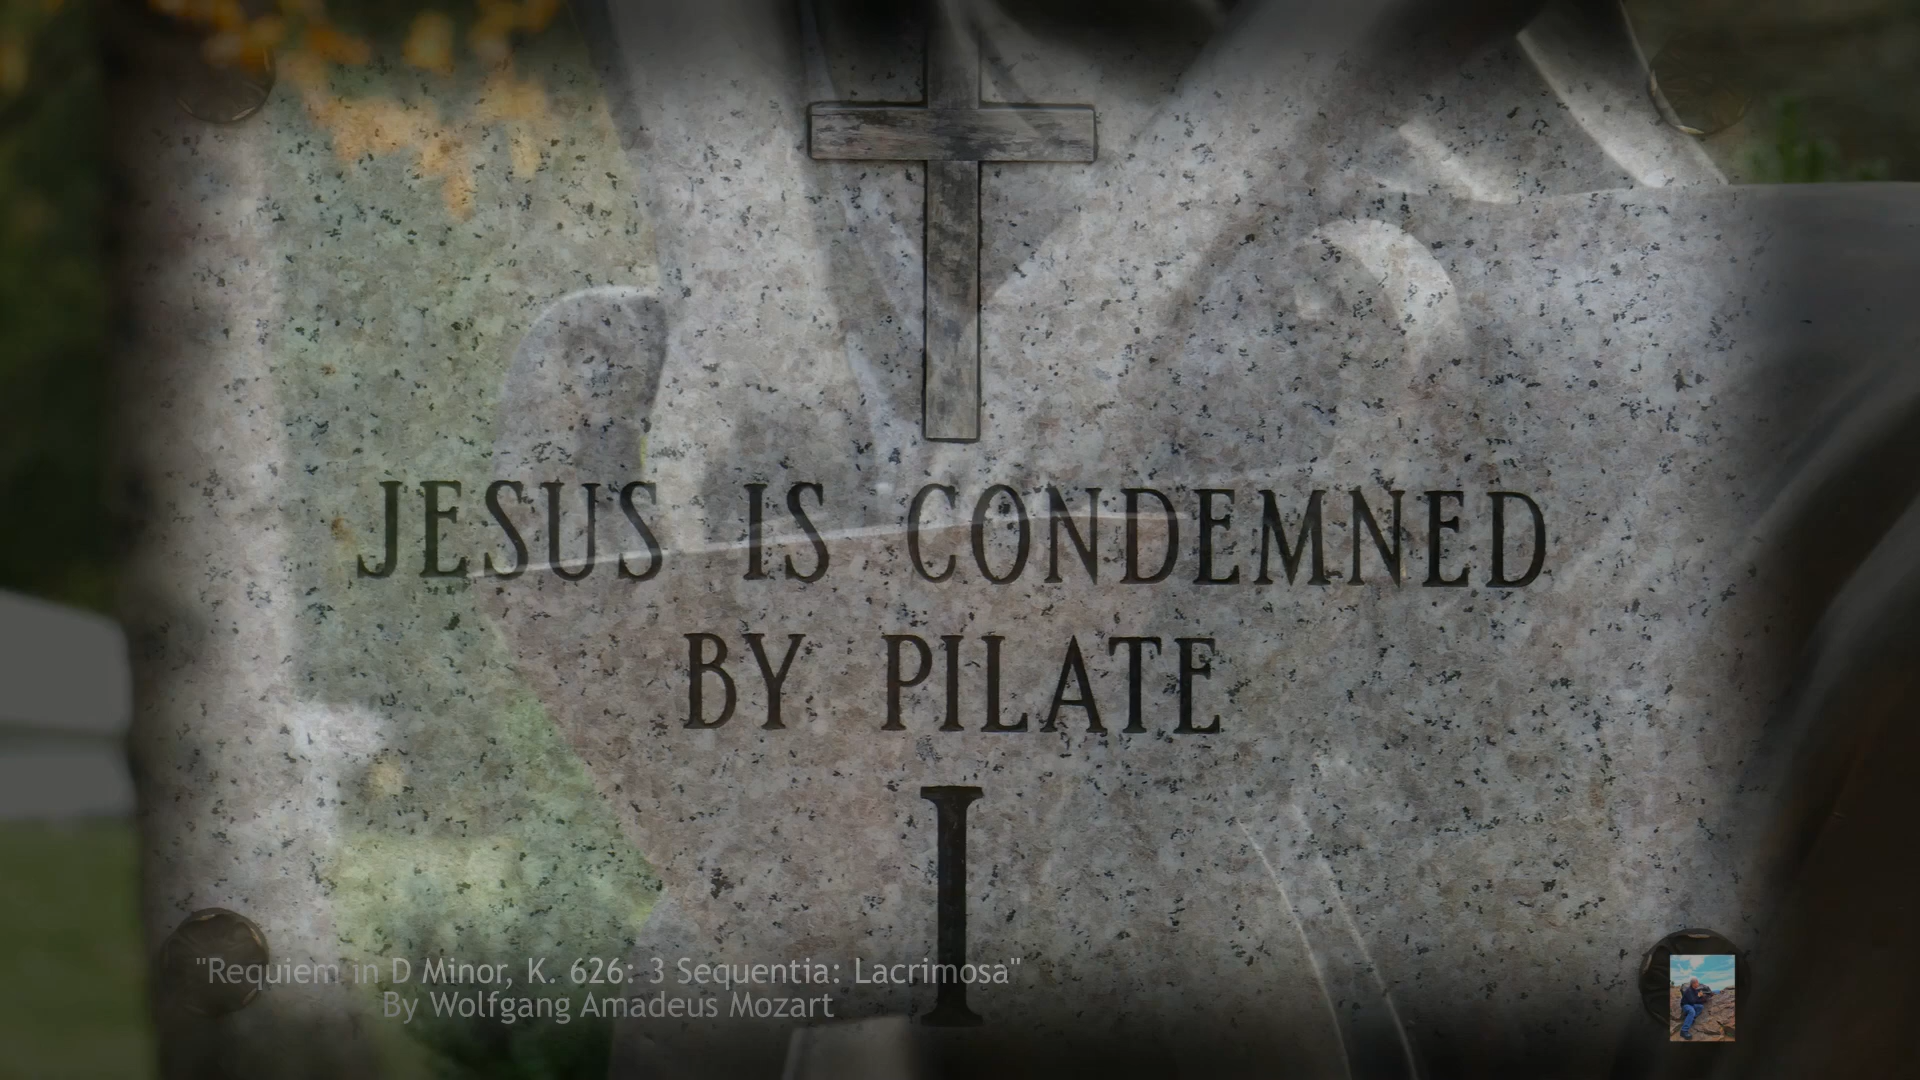 JESUS IS CONDEMNED
BY PILATE
I
"Requiem in D Minor, K. 626: 3 Sequentia: Lacrimosa"
By Wolfgang Amadeus Mozart